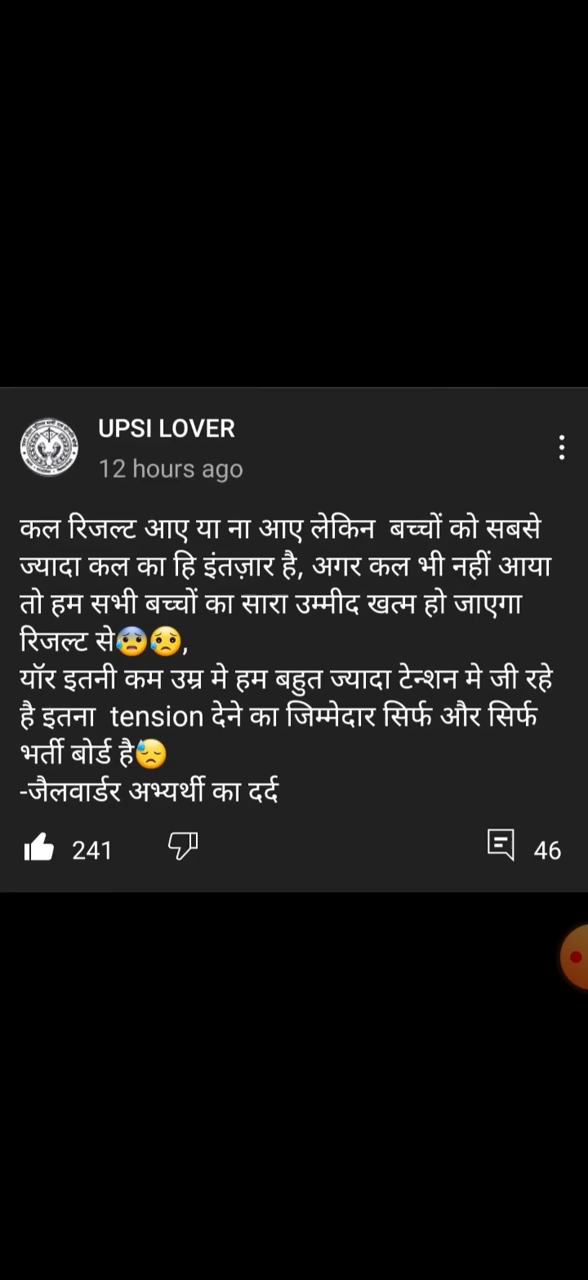 UPSI LOVER
12 hours ago
कल रिजल्ट आए या ना आए लेकिन बच्चों को सबसे
ज्यादा कल का हि इंतज़ार है, अगर कल भी नहीं आया
तो हम सभी बच्चों का सारा उम्मीद खत्म हो जाएगा
रिजल्ट से😰😥,
यॉर इतनी कम उम्र मे हम बहुत ज्यादा टेन्शन मे जी रहे
है इतना tension देने का जिम्मेदार सिर्फ और सिर्फ
भर्ती बोर्ड है😓
-जैलवार्डर अभ्यर्थी का दर्द
241
46